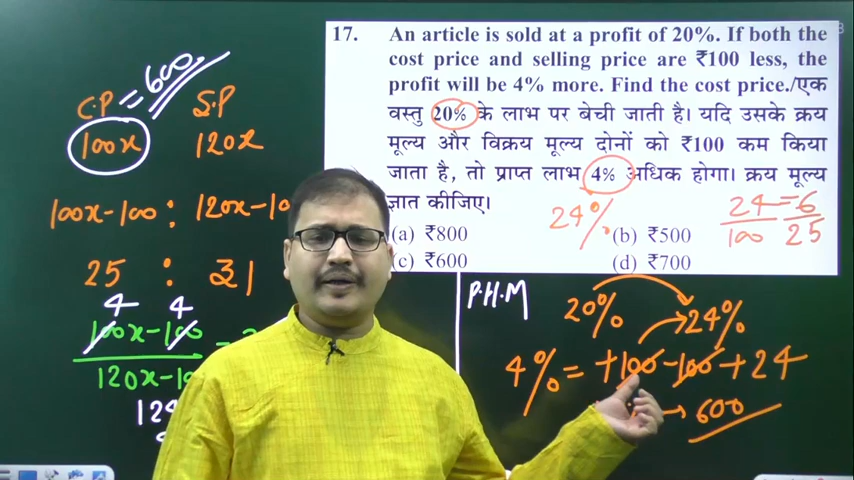 17. An article is sold at a profit of 20%. If both the
cost price and selling price are ₹100 less, the
profit will be 4% more. Find the cost price./एक
वस्तु 20% के लाभ पर बेची जाती है। यदि उसके क्रय
मूल्य और विक्रय मूल्य दोनों को ₹100 कम किया
जाता है, तो प्राप्त लाभ 4% अधिक होगा। क्रय मूल्य
ज्ञात कीजिए।
(a) ₹800 (b) ₹500
(c) ₹600 (d) ₹700
24%
24 = 6
100 25
C.P = 600 S.P
100x 120x
100x-100 : 120x-10
25 : 31
4 4
100x-100
120x-10
P.H.M
20% 24%
4% = +100-100+24
→ 600